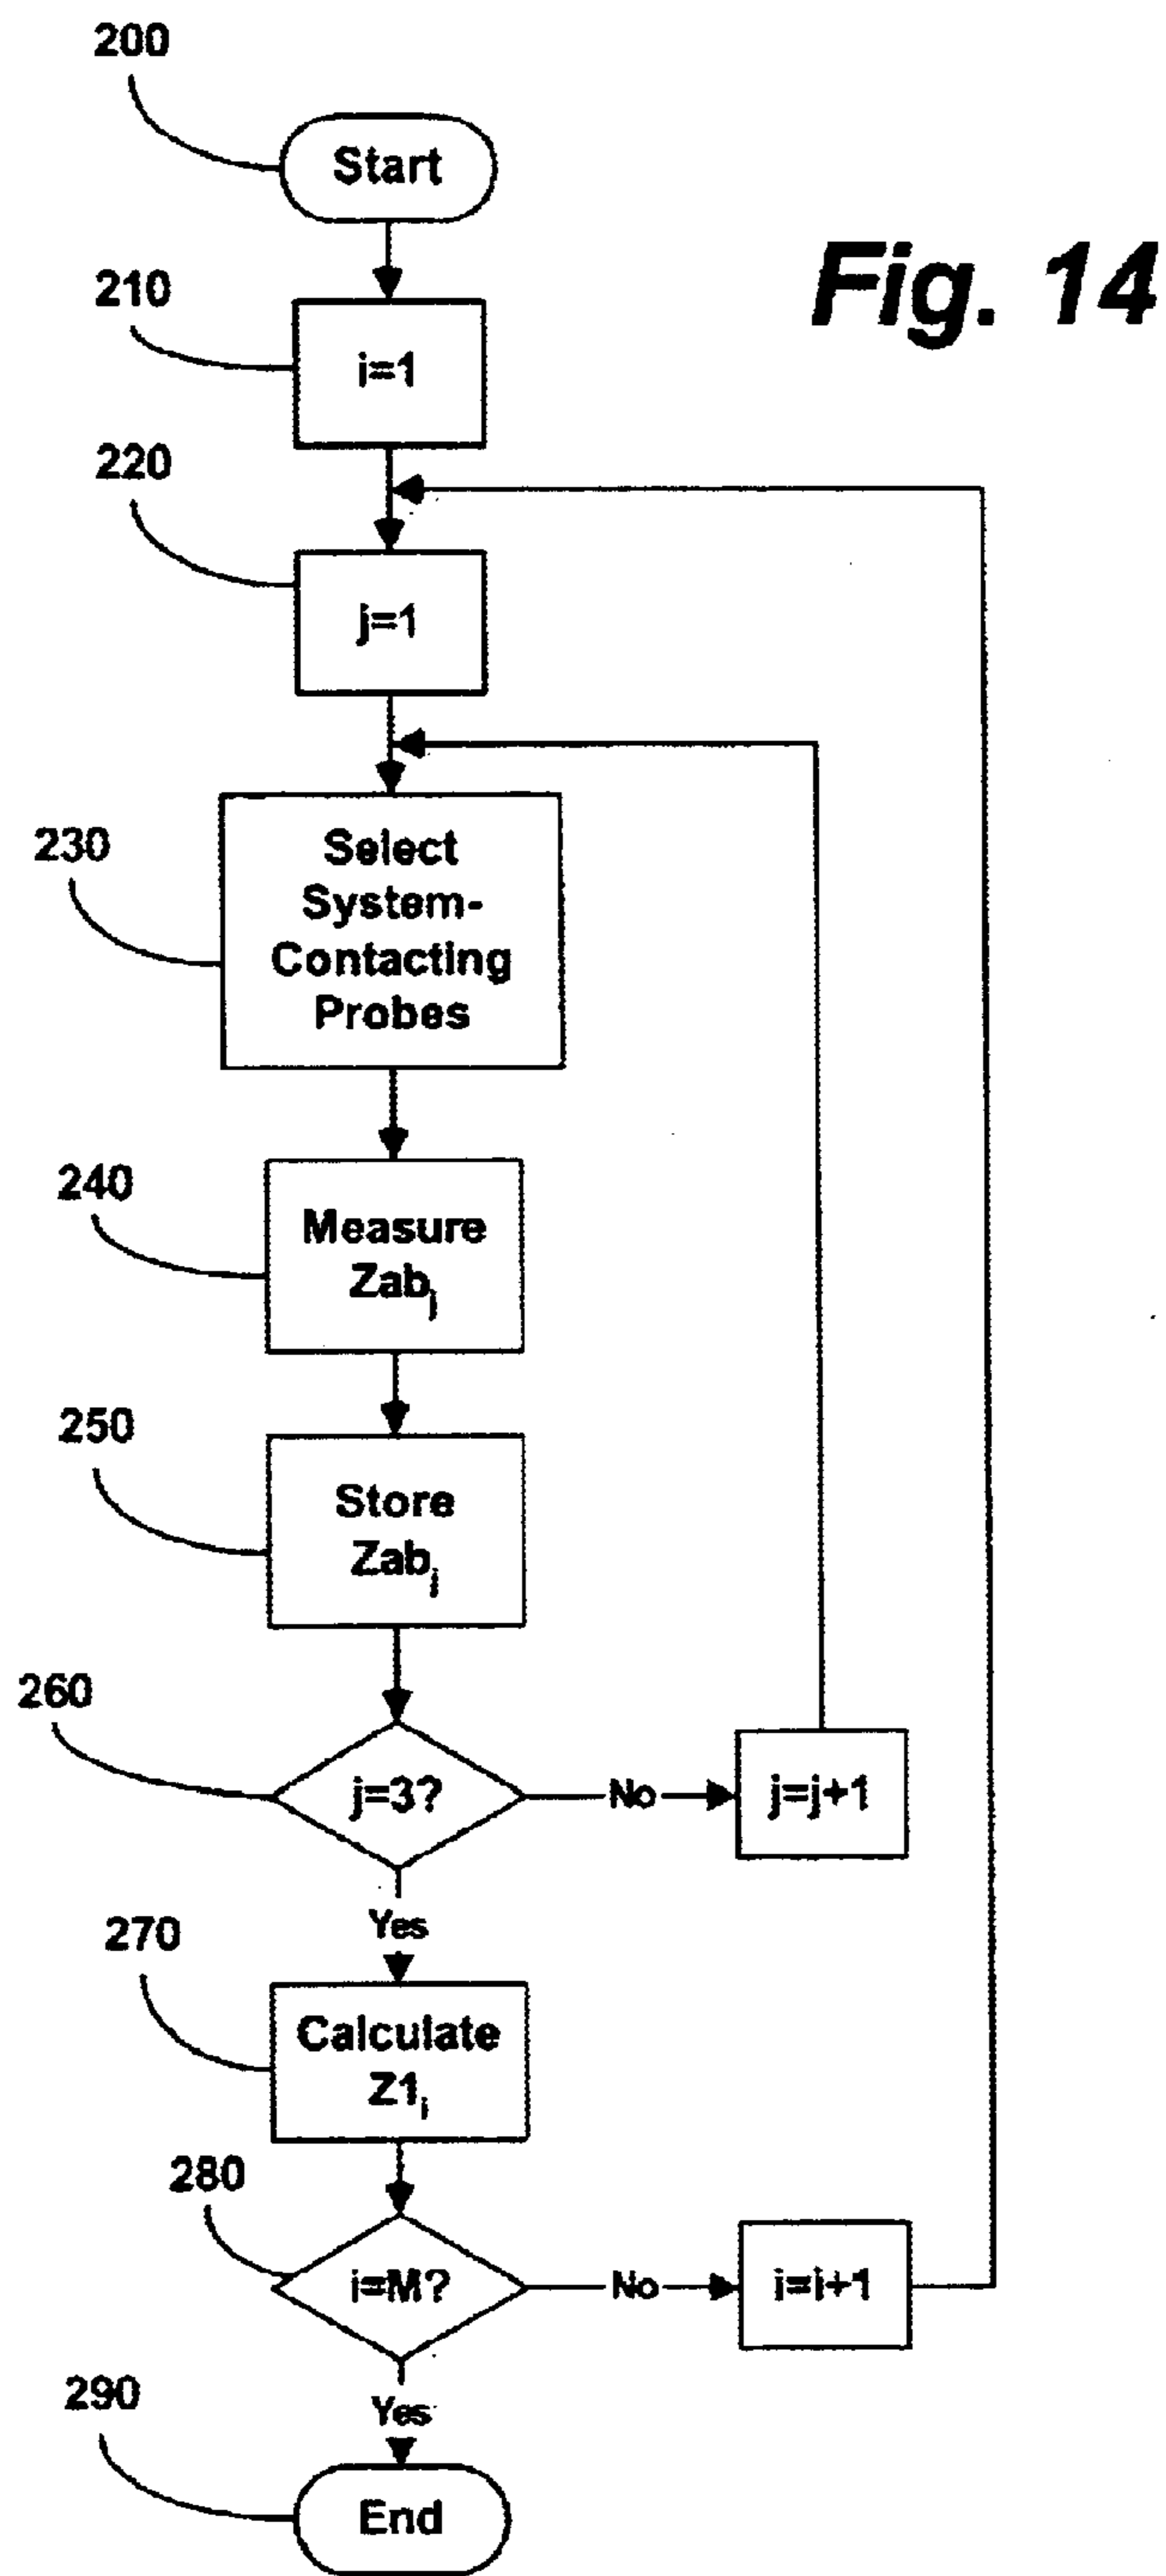 200
Start
Fig. 14
210
i=1
220
j=1
230
Select
System-
Contacting
Probes
240
Measure
Zabj
250
Store
Zabj
260
j=3?
No
j=j+1
Yes
270
Calculate
Z1i
280
i=M?
No
i=i+1
Yes
290
End